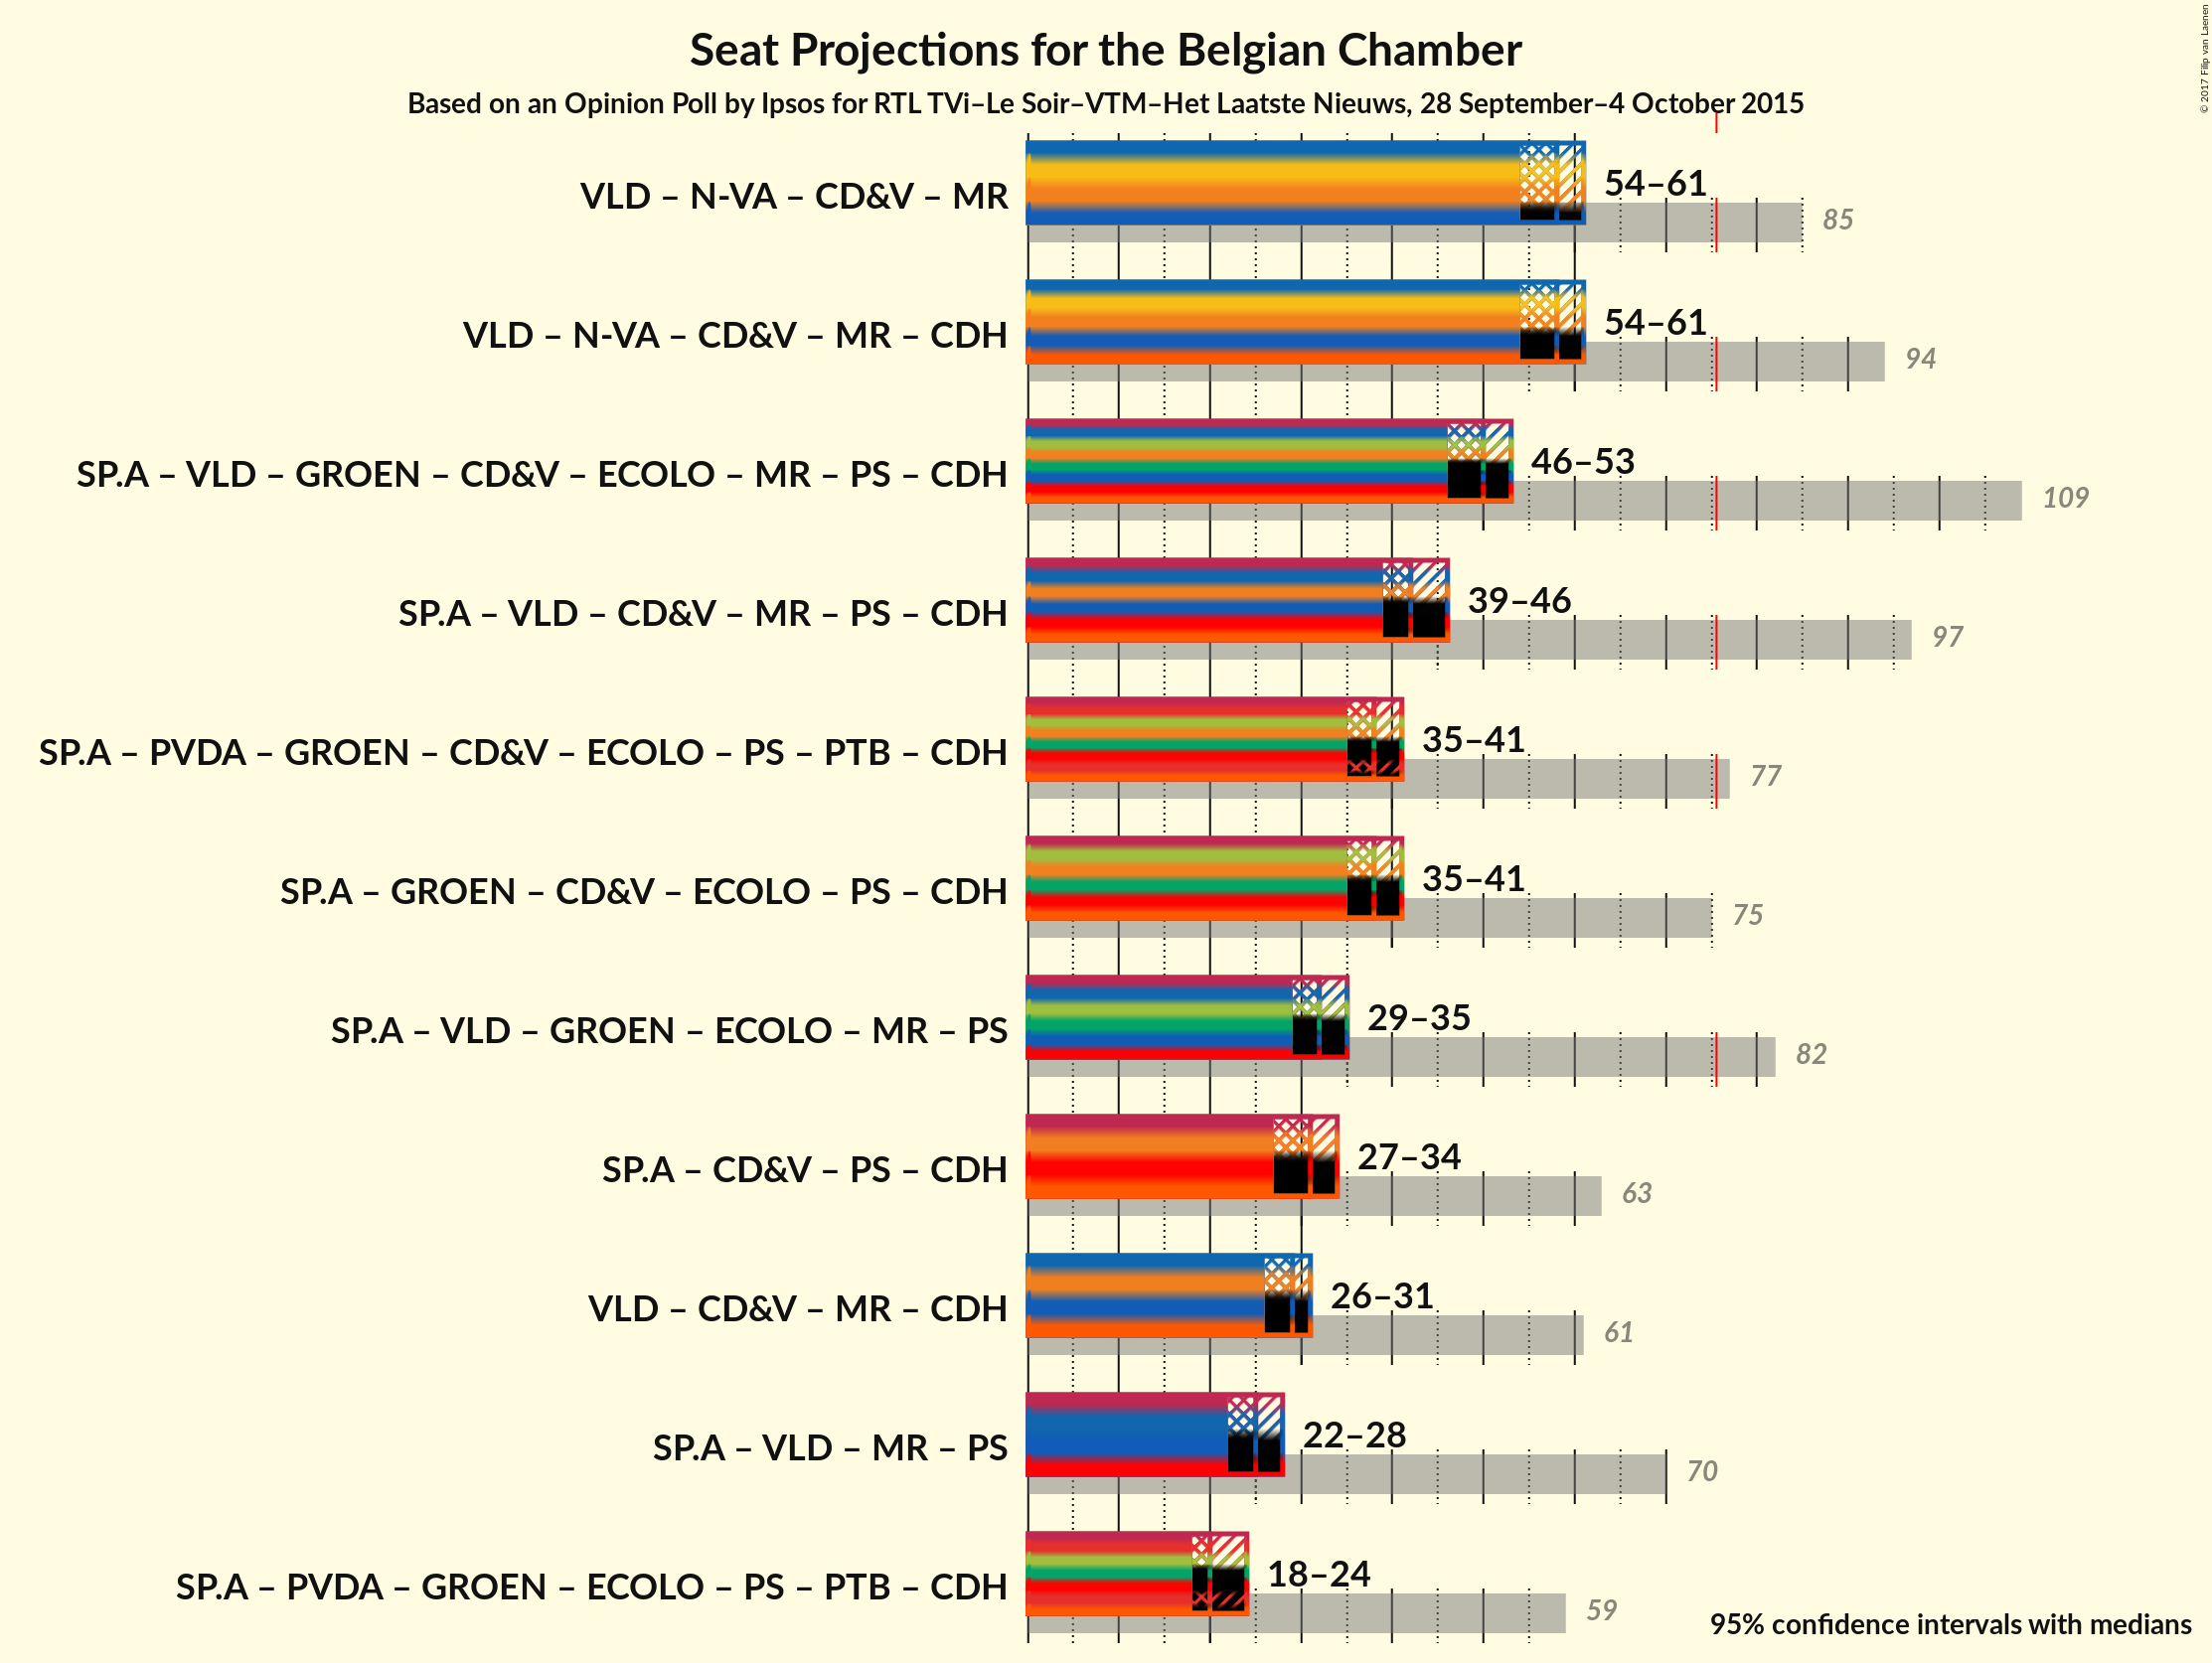 Seat Projections for the Belgian Chamber
Based on an Opinion Poll by Ipsos for RTL TVi–Le Soir–VTM–Het Laatste Nieuws, 28 September–4 October 2015
© 2017 Filip van Laenen
VLD – N-VA – CD&V – MR
54–61
85
VLD – N-VA – CD&V – MR – CDH
54–61
94
SP.A – VLD – GROEN – CD&V – ECOLO – MR – PS – CDH
46–53
109
SP.A – VLD – CD&V – MR – PS – CDH
39–46
97
SP.A – PVDA – GROEN – CD&V – ECOLO – PS – PTB – CDH
35–41
77
SP.A – GROEN – CD&V – ECOLO – PS – CDH
35–41
75
SP.A – VLD – GROEN – ECOLO – MR – PS
29–35
82
SP.A – CD&V – PS – CDH
27–34
63
VLD – CD&V – MR – CDH
26–31
61
SP.A – VLD – MR – PS
22–28
70
SP.A – PVDA – GROEN – ECOLO – PS – PTB – CDH
18–24
59
95% confidence intervals with medians